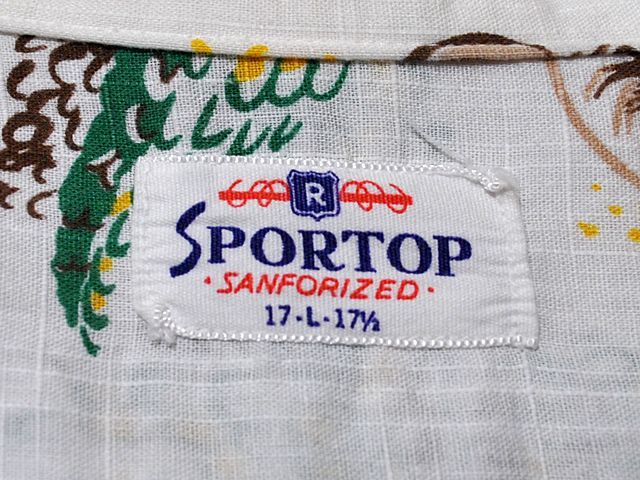 R
SPORTOP
·SANFORIZED·
17-L-17½